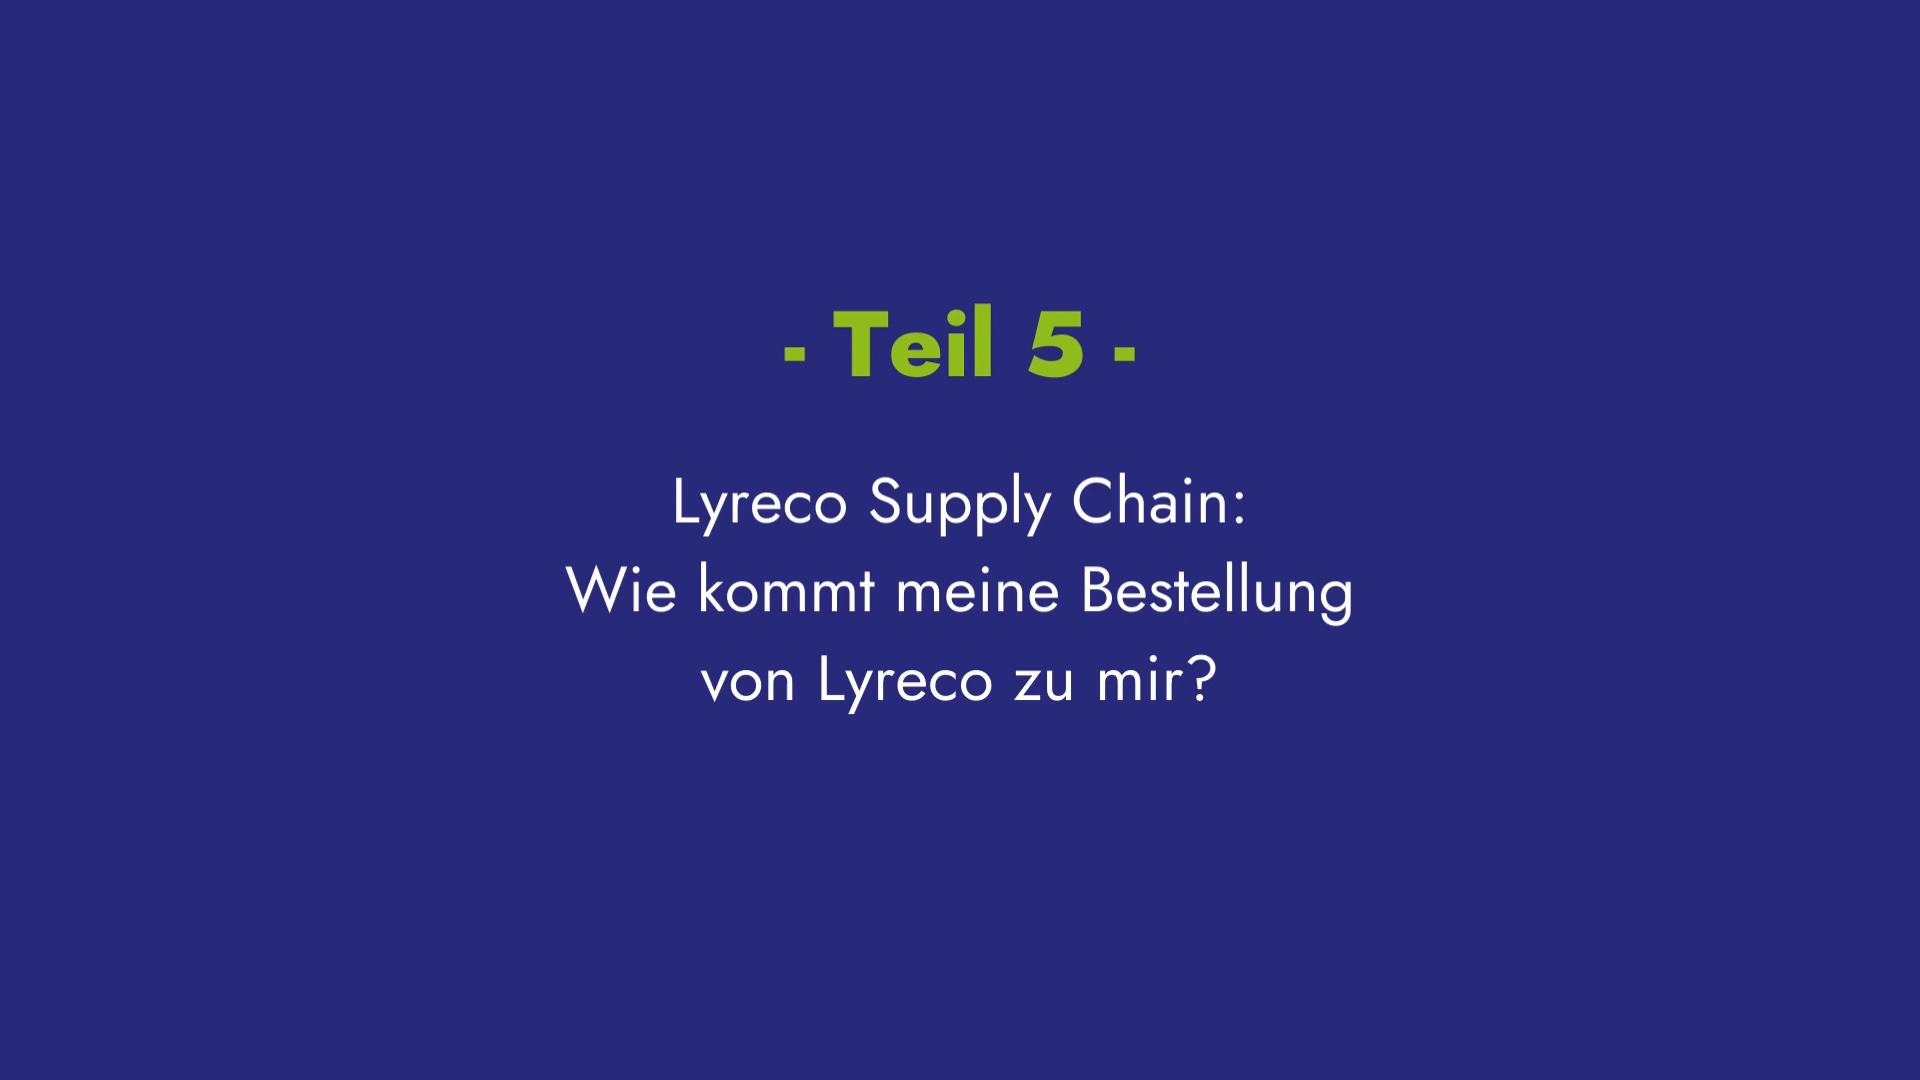 - Teil 5 -
Lyreco Supply Chain:
Wie kommt meine Bestellung
von Lyreco zu mir?